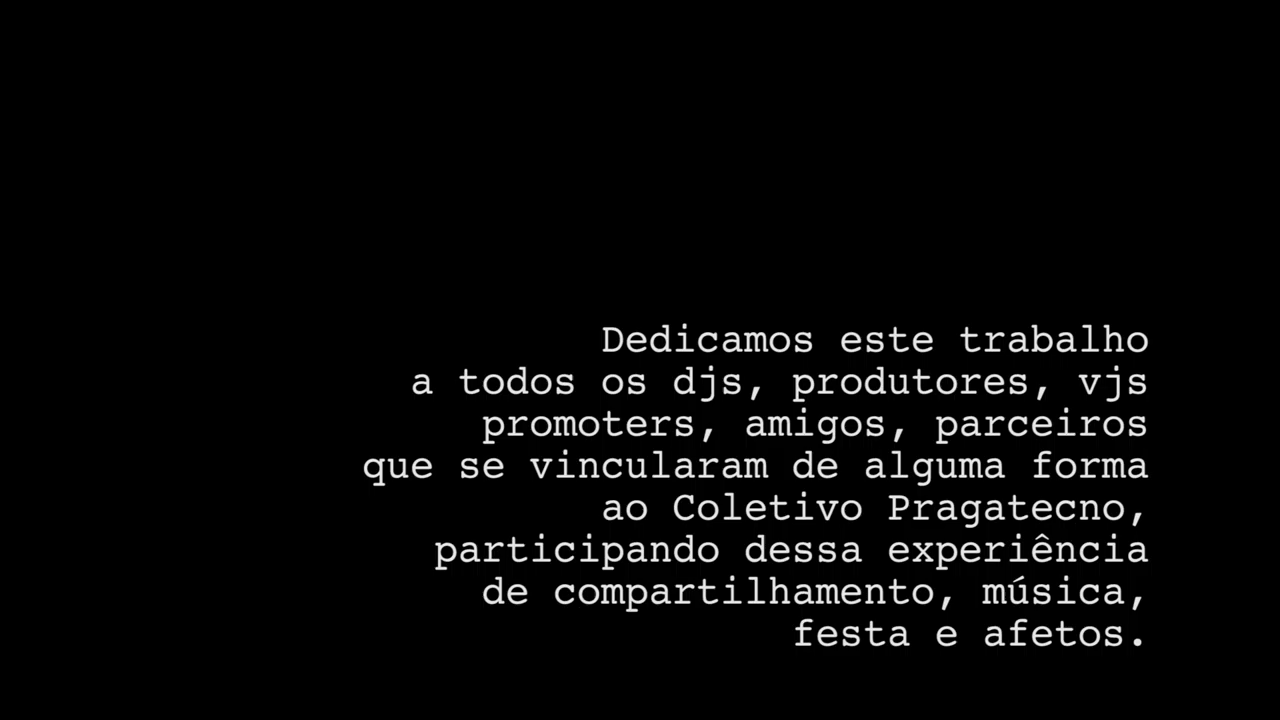 Dedicamos este trabalho
a todos os djs, produtores, vjs
promoters, amigos, parceiros
que se vincularam de alguma forma
ao Coletivo Pragatecno,
participando dessa experiência
de compartilhamento, música,
festa e afetos.